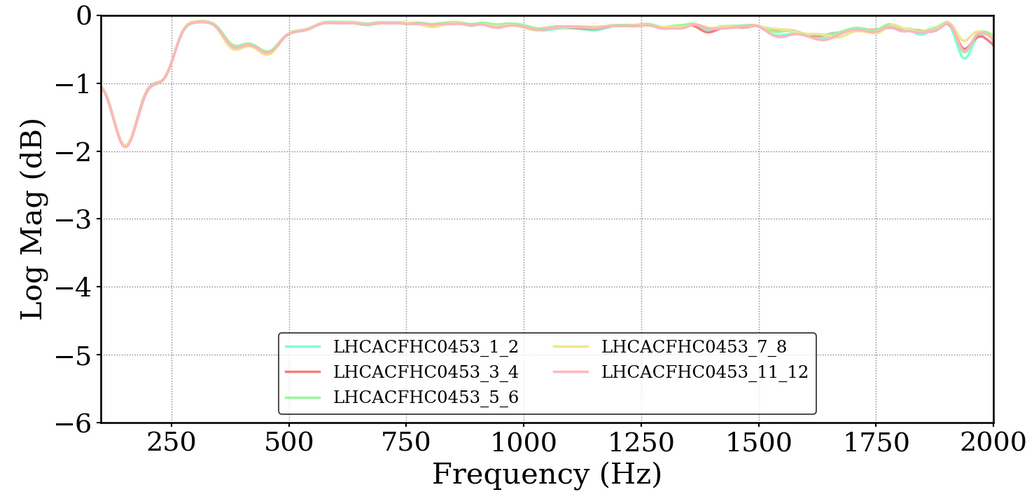 Log Mag (dB)
0
−1
−2
−3
−4
−5
−6
LHCACFHC0453_1_2
LHCACFHC0453_3_4
LHCACFHC0453_5_6
LHCACFHC0453_7_8
LHCACFHC0453_11_12
250 500 750 1000 1250 1500 1750 2000
Frequency (Hz)